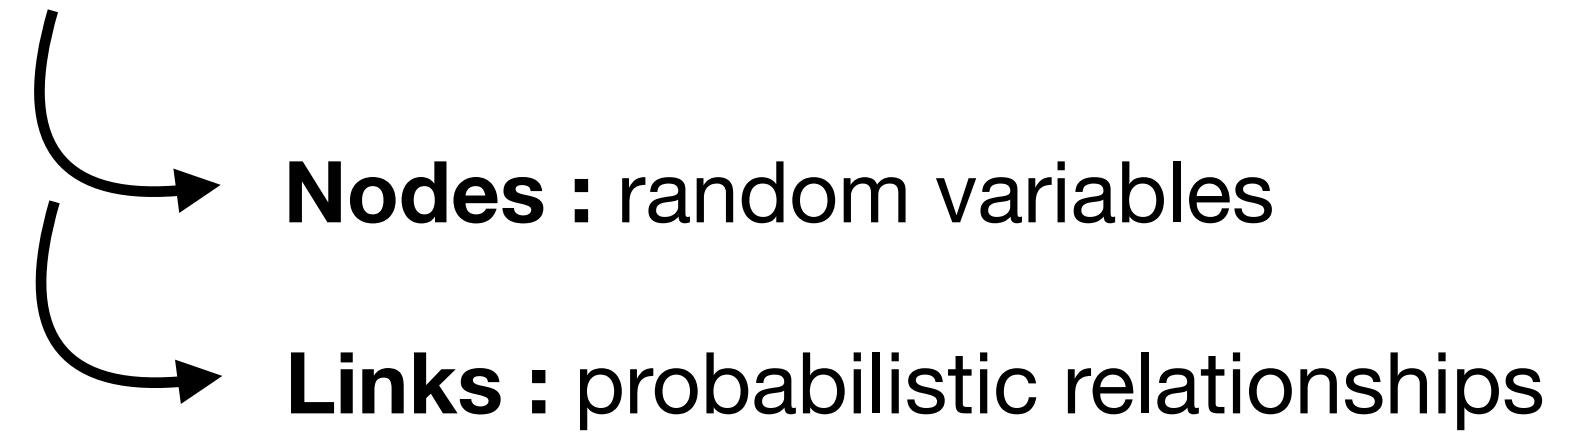 Nodes : random variables
Links : probabilistic relationships